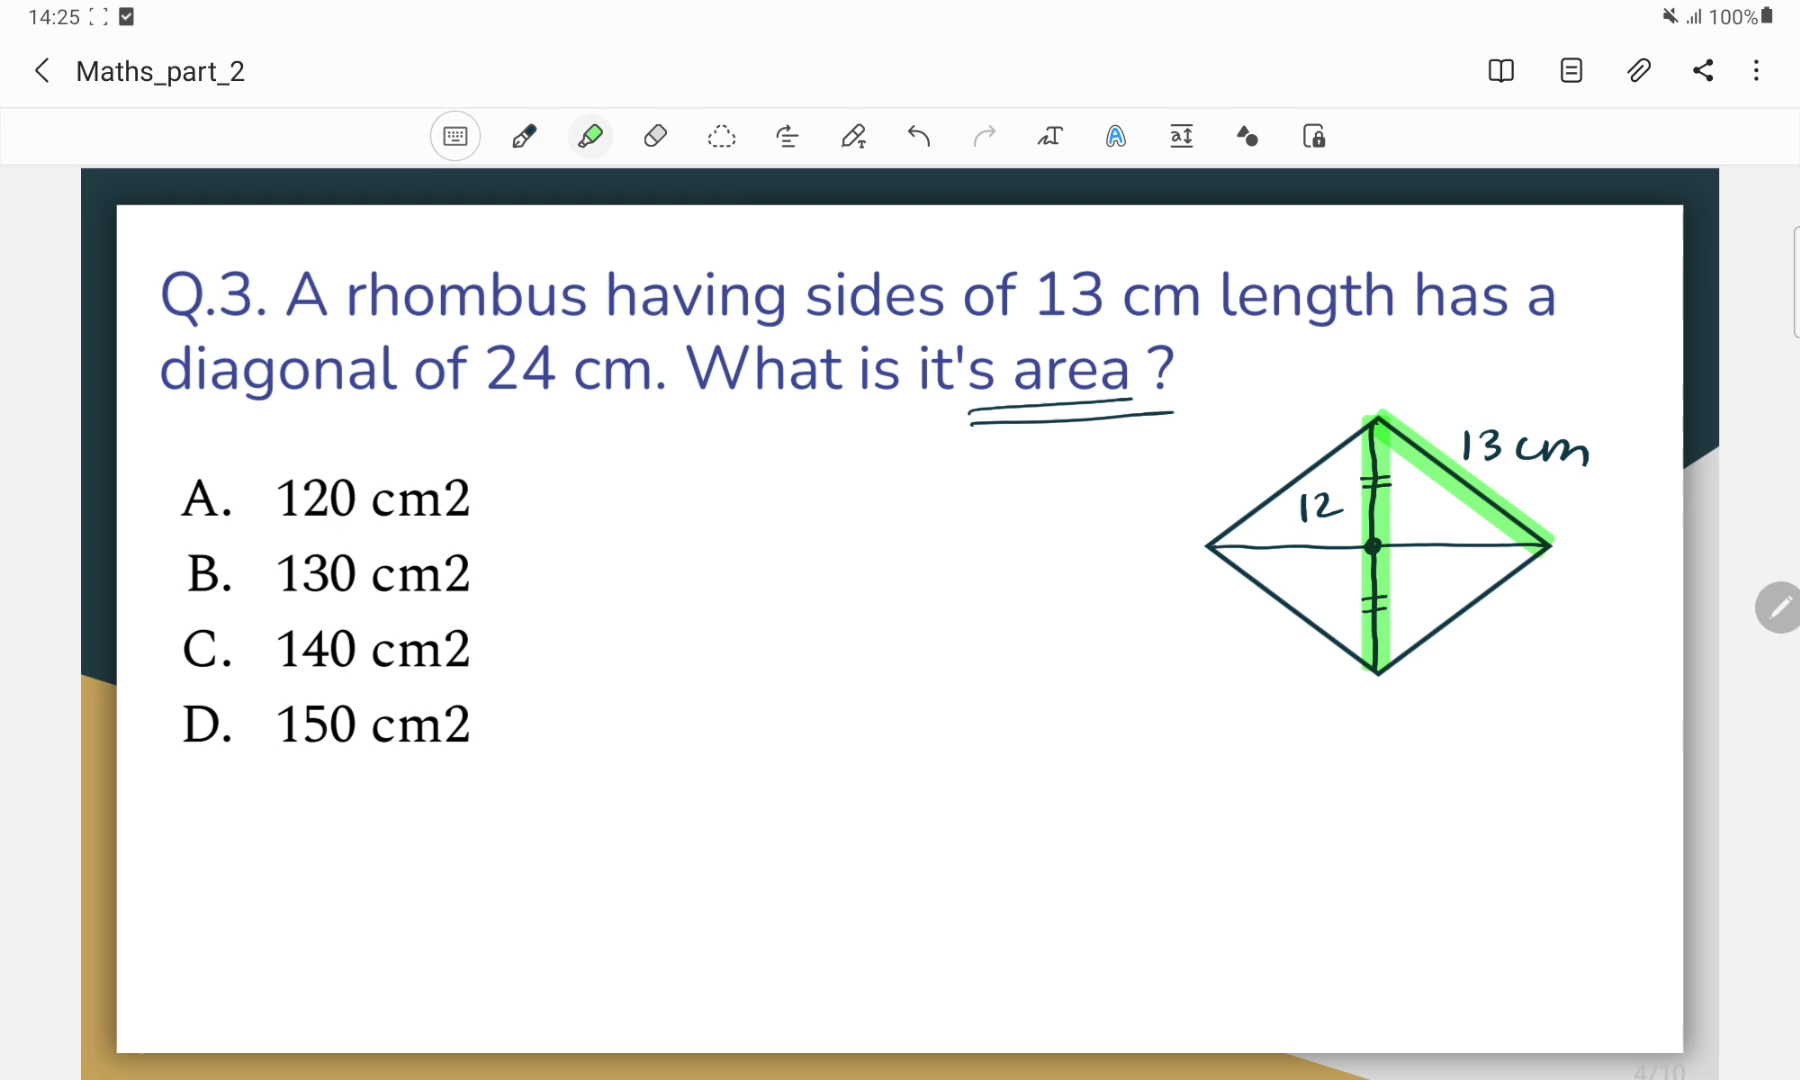 14:25
100%
Maths_part_2
Q.3. A rhombus having sides of 13 cm length has a
diagonal of 24 cm. What is it's area ?
13 cm
12
A. 120 cm2
B. 130 cm2
C. 140 cm2
D. 150 cm2
4/10